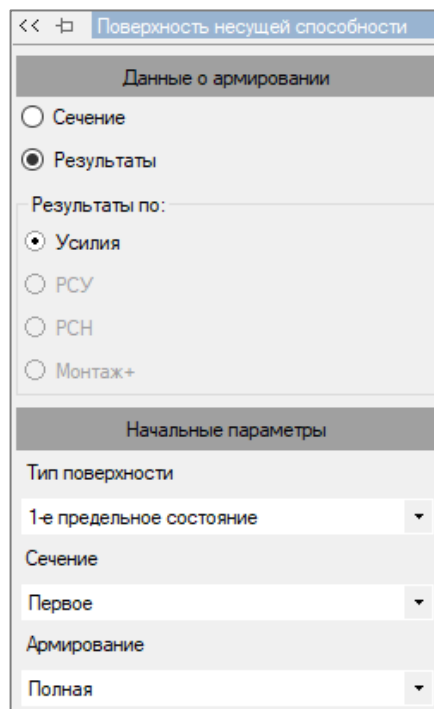 << Поверхность несущей способности
Данные о армировании
Сечение
Результаты
Результаты по:
Усилия
РСУ
РСН
Монтаж+
Начальные параметры
Тип поверхности
1-е предельное состояние
Сечение
Первое
Армирование
Полная